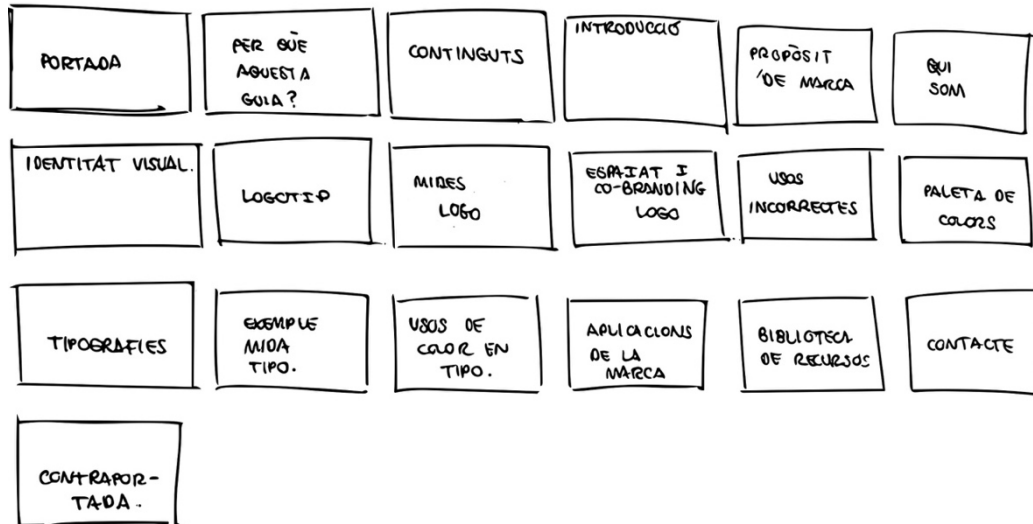 PORTADA
PER QUÈ
AQUESTA
GUIA?
CONTINGUTS
INTRODUCCIÓ
PROPÒSIT
DE MARCA
QUI
SOM
IDENTITAT VISUAL.
LOGOTIP
MIDES
LOGO
ESPAIAT I
CO-BRANDING
LOGO
USOS
INCORRECTES
PALETA DE
COLORS
TIPOGRAFIES
EXEMPLE
MIDA
TIPO.
USOS DE
COLOR EN
TIPO.
APLICACIONS
DE LA
MARCA
BIBLIOTECA
DE RECURSOS
CONTACTE
CONTRAPOR-
TADA.